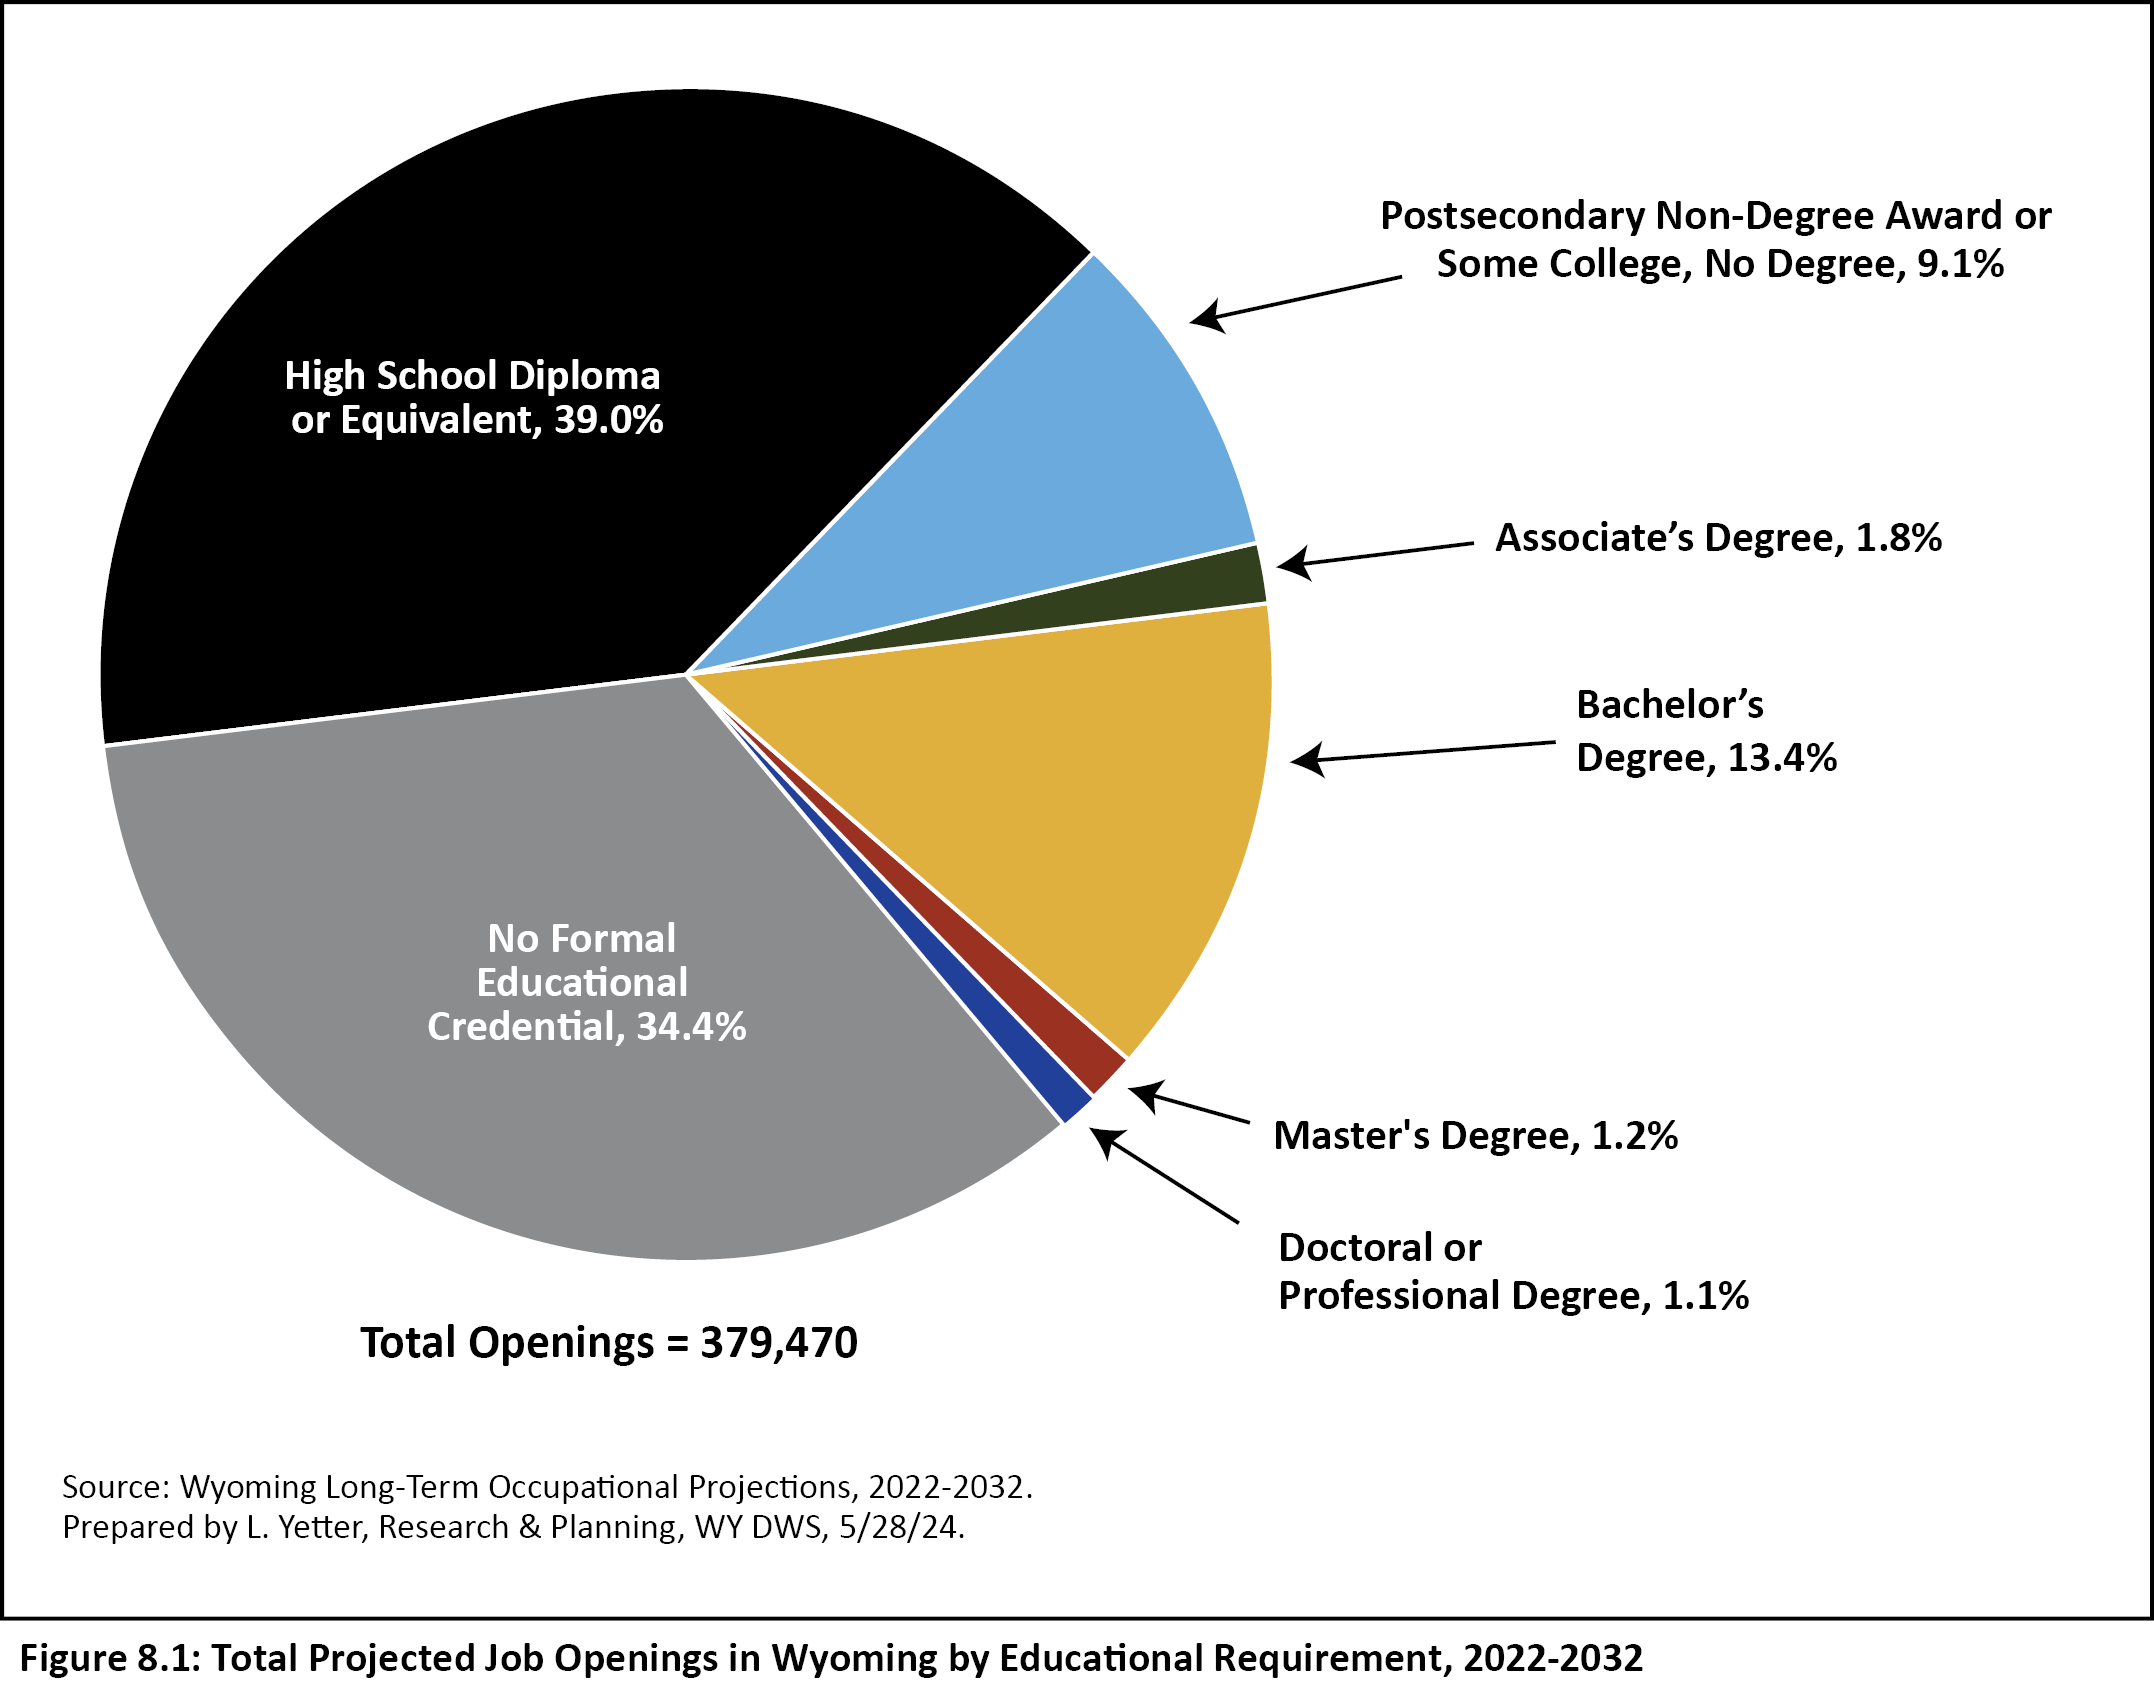 Postsecondary Non-Degree Award or
Some College, No Degree, 9.1%
High School Diploma
or Equivalent, 39.0%
Associate’s Degree, 1.8%
Bachelor’s
Degree, 13.4%
No Formal
Educational
Credential, 34.4%
Master's Degree, 1.2%
Doctoral or
Professional Degree, 1.1%
Total Openings = 379,470
Source: Wyoming Long-Term Occupational Projections, 2022-2032.
Prepared by L. Yetter, Research & Planning, WY DWS, 5/28/24.
Figure 8.1: Total Projected Job Openings in Wyoming by Educational Requirement, 2022-2032